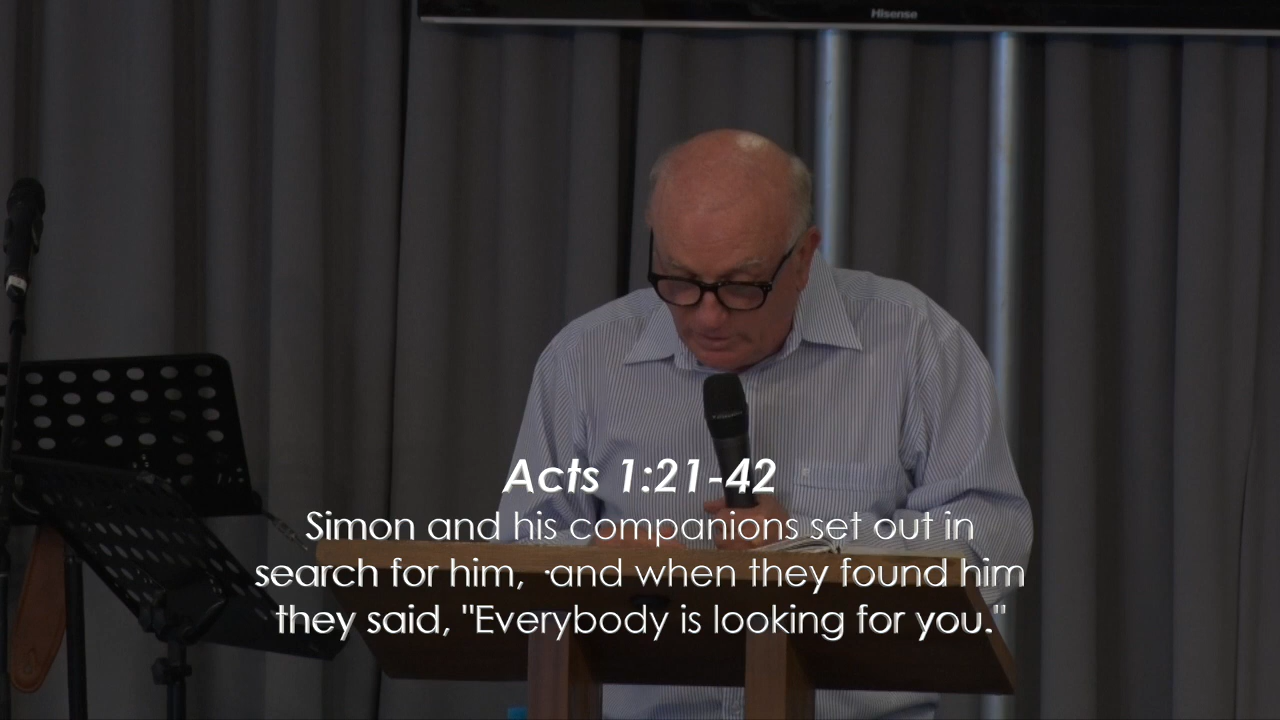 Hisense
Acts 1:21-42
Simon and his companions set out in
search for him, ·and when they found him
they said, "Everybody is looking for you."